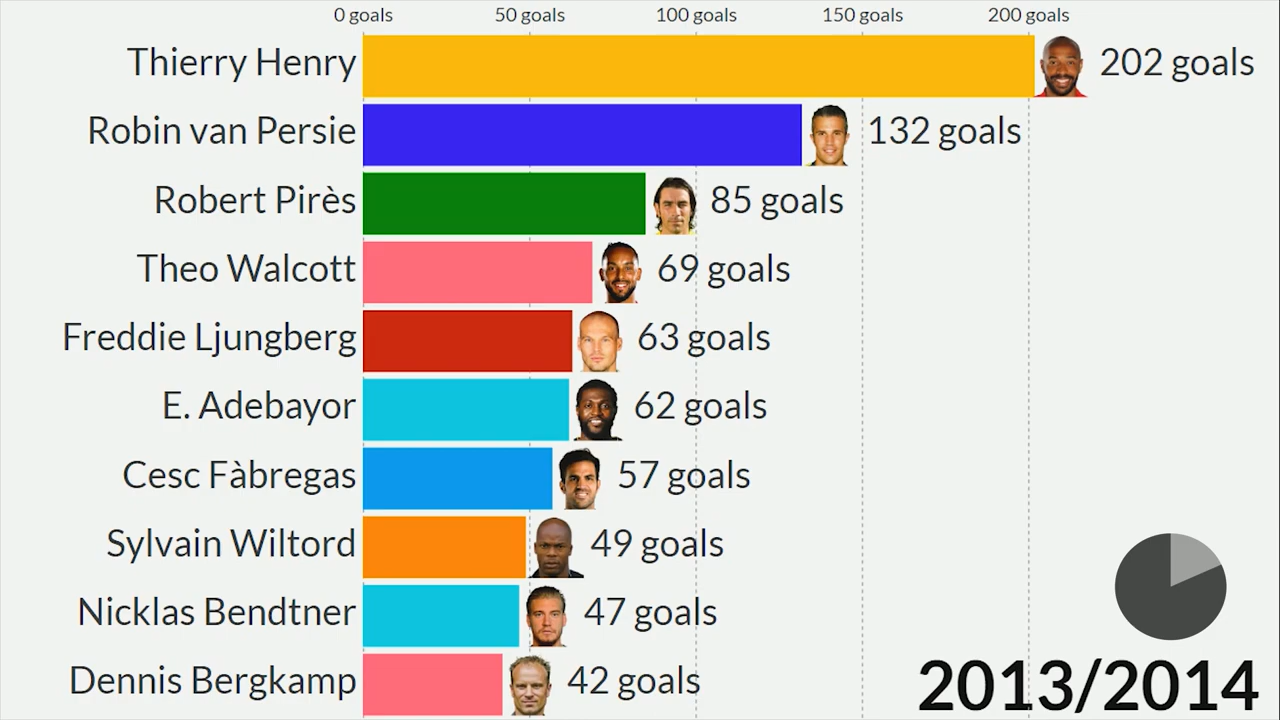 0 goals 50 goals 100 goals 150 goals 200 goals
Thierry Henry 202 goals
Robin van Persie 132 goals
Robert Pirès 85 goals
Theo Walcott 69 goals
Freddie Ljungberg 63 goals
E. Adebayor 62 goals
Cesc Fàbregas 57 goals
Sylvain Wiltord 49 goals
Nicklas Bendtner 47 goals
Dennis Bergkamp 42 goals
2013/2014